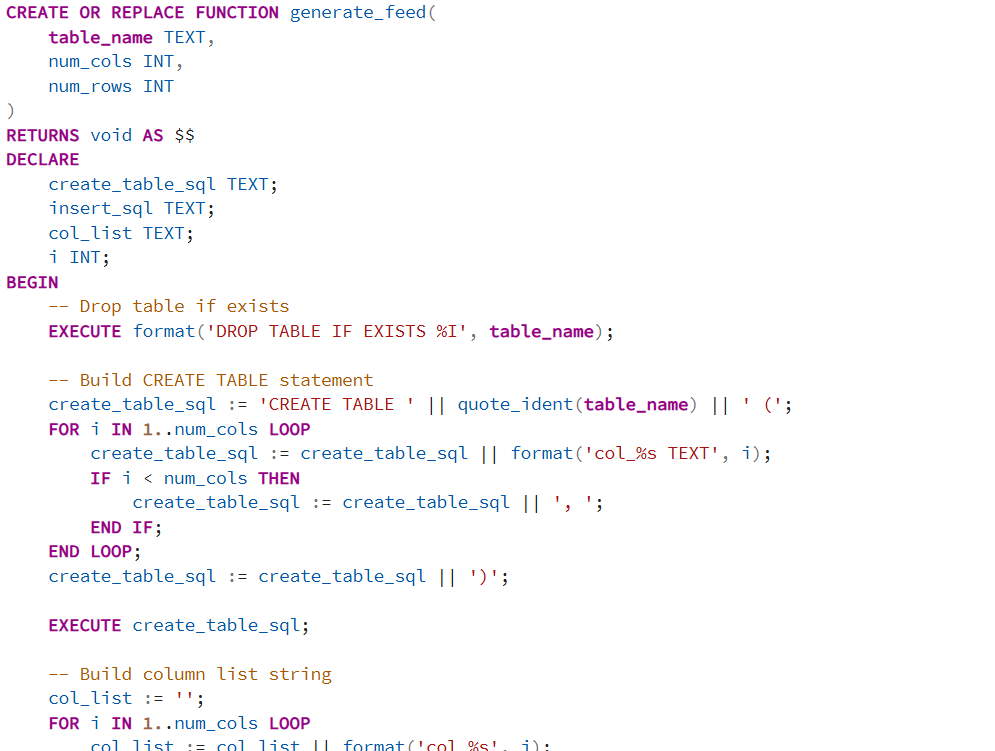 CREATE OR REPLACE FUNCTION generate_feed(
    table_name TEXT,
    num_cols INT,
    num_rows INT
)
RETURNS void AS $$
DECLARE
    create_table_sql TEXT;
    insert_sql TEXT;
    col_list TEXT;
    i INT;
BEGIN
    -- Drop table if exists
    EXECUTE format('DROP TABLE IF EXISTS %I', table_name);

    -- Build CREATE TABLE statement
    create_table_sql := 'CREATE TABLE ' || quote_ident(table_name) || ' (';
    FOR i IN 1..num_cols LOOP
        create_table_sql := create_table_sql || format('col_%s TEXT', i);
        IF i < num_cols THEN
            create_table_sql := create_table_sql || ', ';
        END IF;
    END LOOP;
    create_table_sql := create_table_sql || ')';

    EXECUTE create_table_sql;

    -- Build column list string
    col_list := '';
    FOR i IN 1..num_cols LOOP
        col_list := col_list || format('col_%s', i);